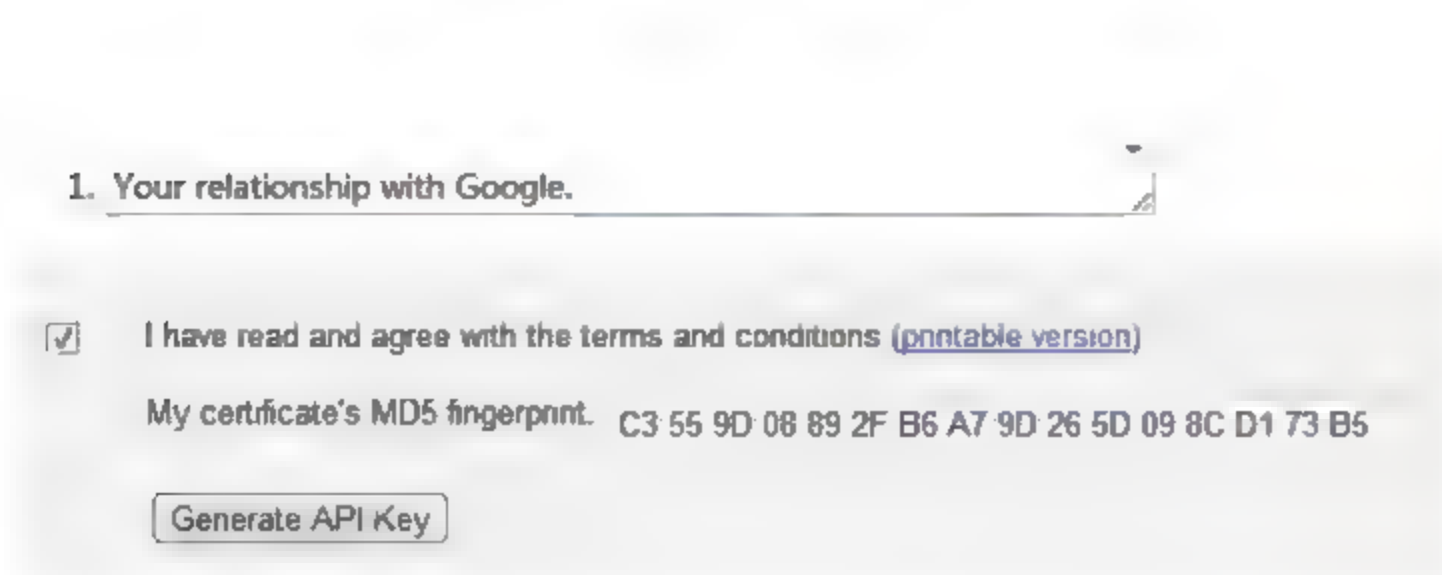 1. Your relationship with Google.
I have read and agree with the terms and conditions (printable version)
My certificate's MD5 fingerprint. C3 55 9D 08 89 2F B6 A7 9D 26 5D 09 8C D1 73 B5
Generate API Key